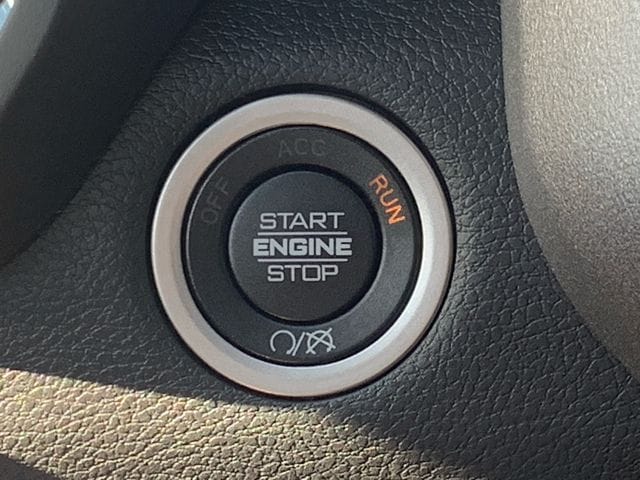 OFF
ACC
RUN
START
ENGINE
STOP